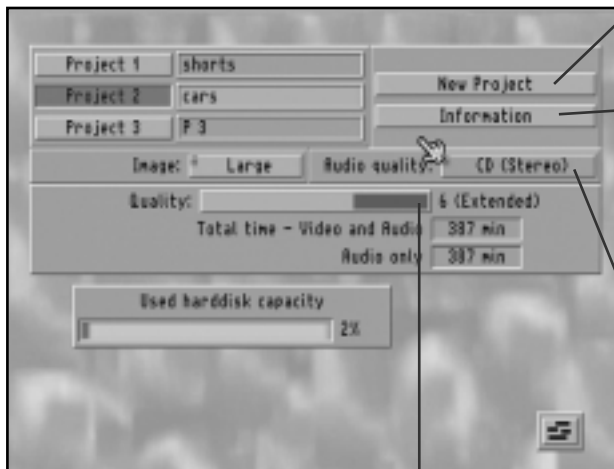 Project 1 shorts
Project 2 cars
Project 3 P 3
New Project
Information
Image: Large Audio quality: CD (Stereo)
Quality: 6 (Extended)
Total time - Video and Audio 387 min
Audio only 387 min
Used harddisk capacity
2%